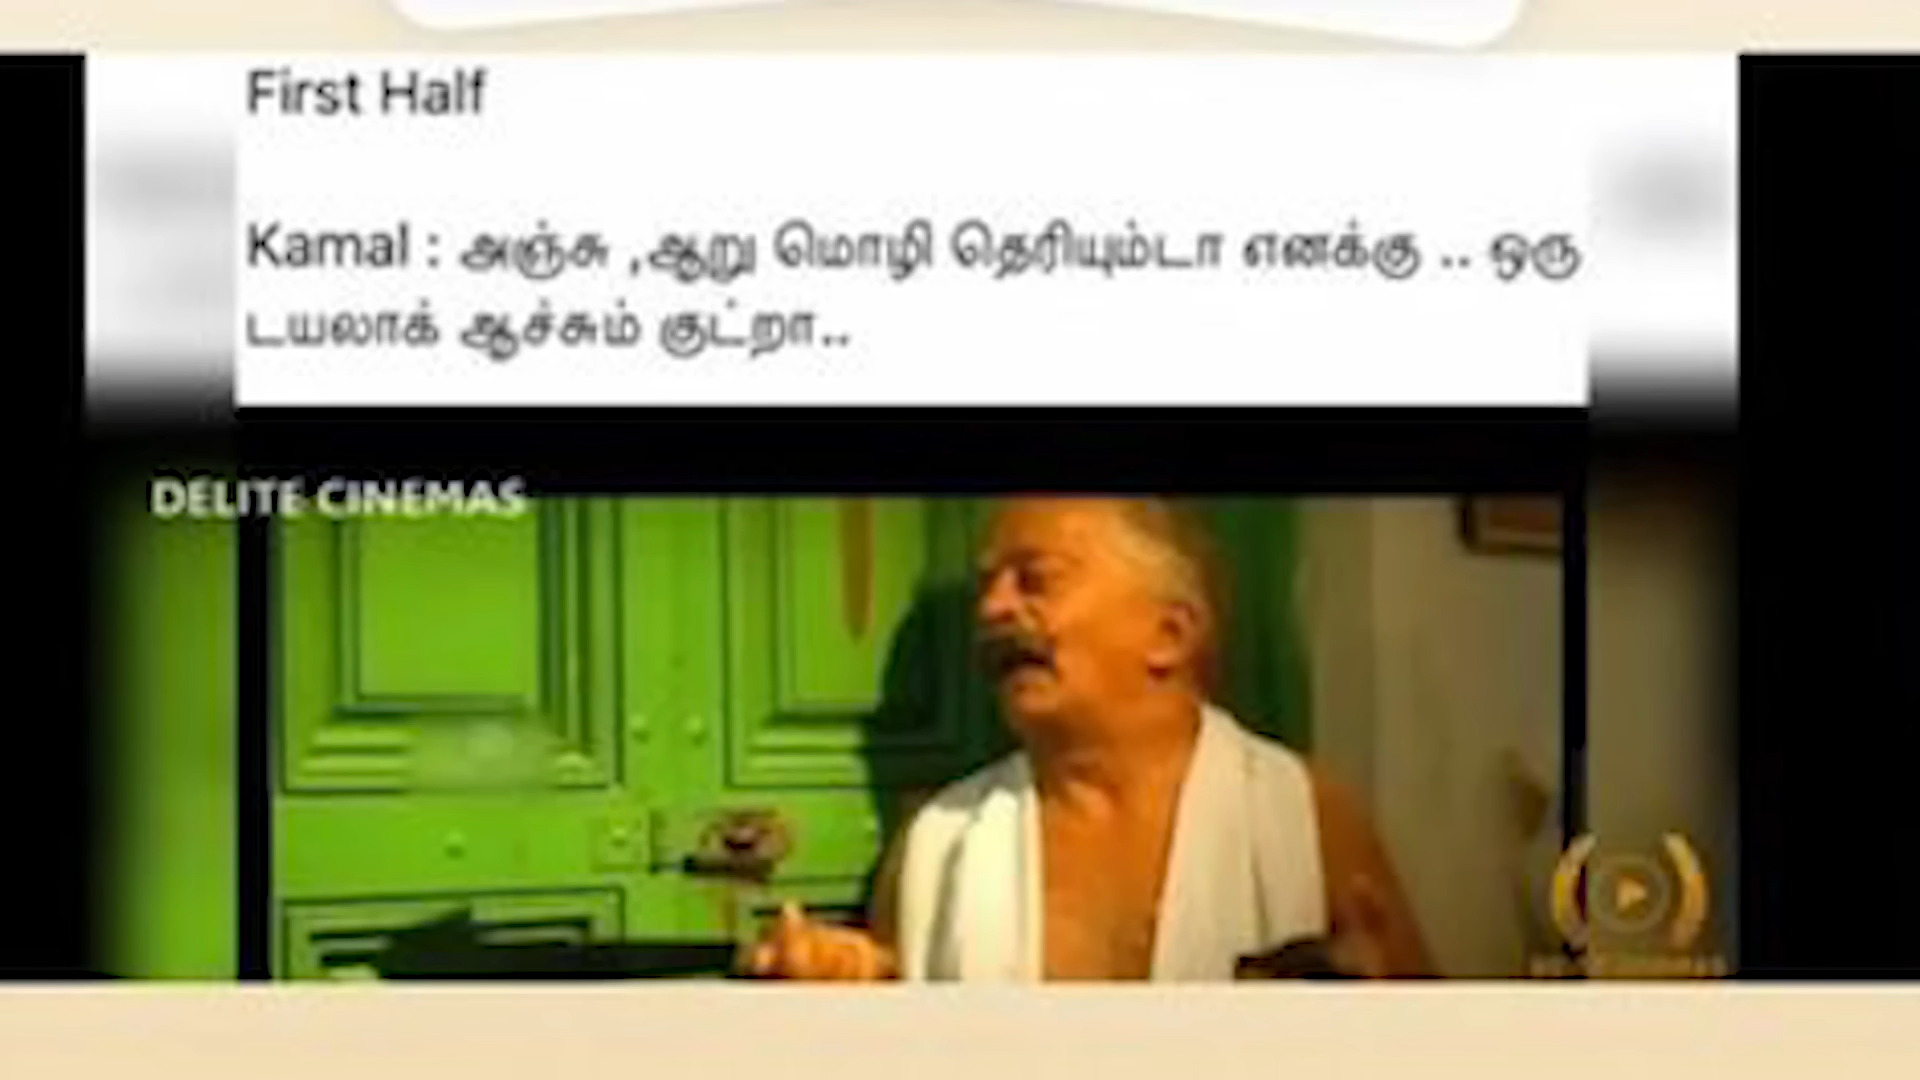 First Half
Kamal : அஞ்சு ,ஆறு மொழி தெரியும்டா எனக்கு .. ஒரு
டயலாக் ஆச்சும் குட்றா..
DELITE CINEMAS